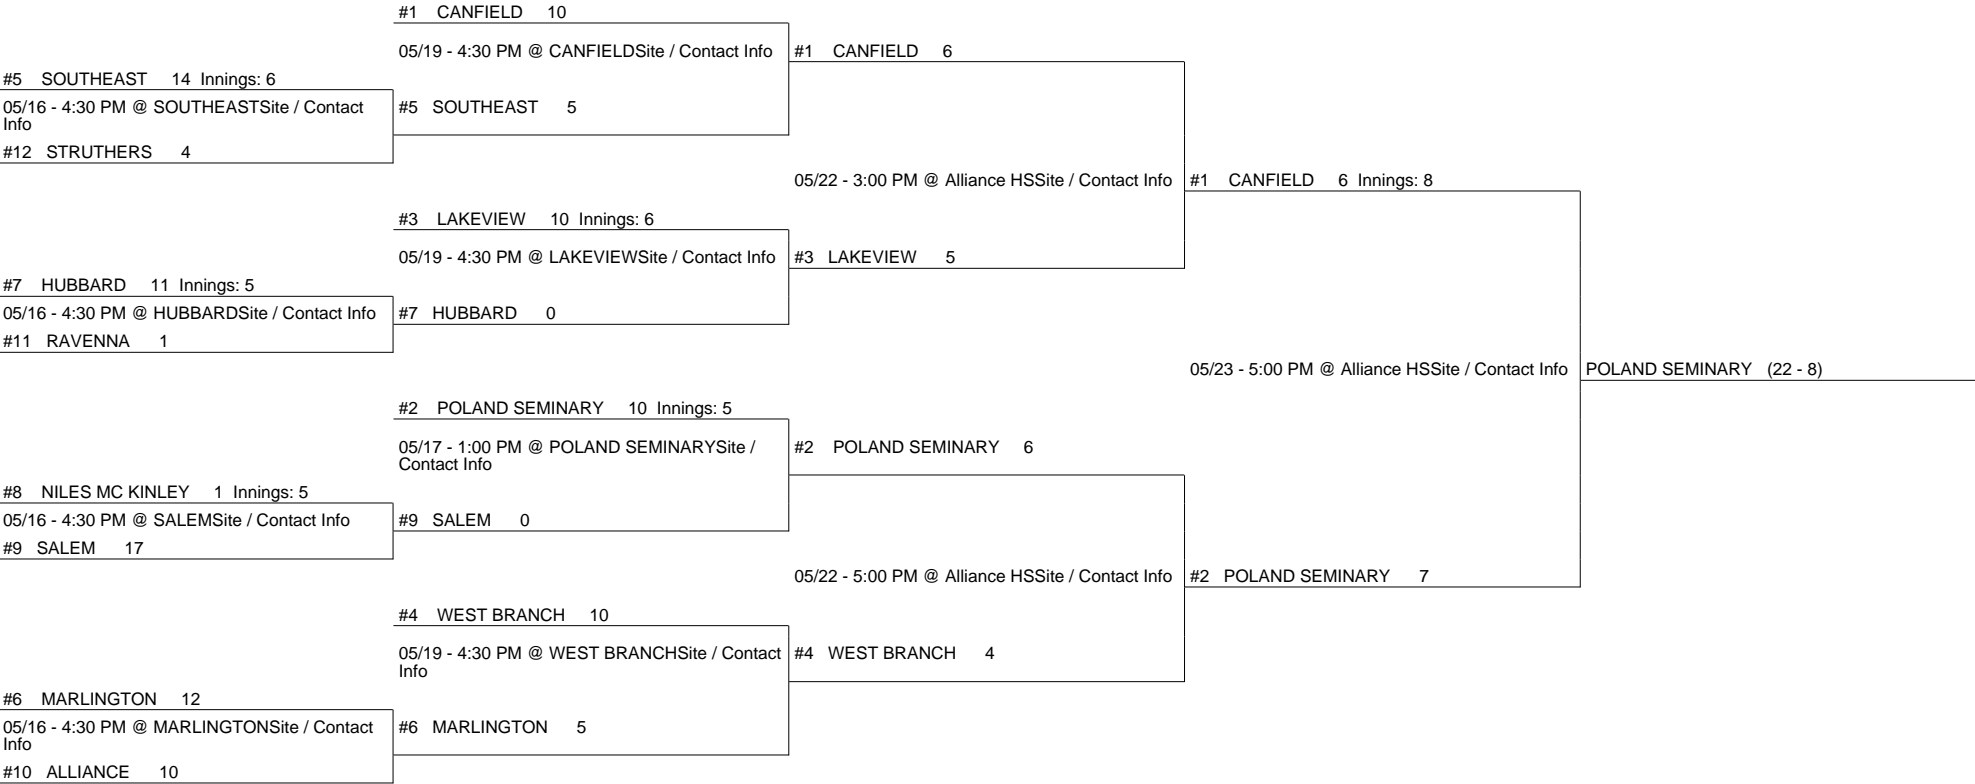 #1 CANFIELD 10
05/19 - 4:30 PM @ CANFIELDSite / Contact Info
#1 CANFIELD 6
#5 SOUTHEAST 14 Innings: 6
05/16 - 4:30 PM @ SOUTHEASTSite / Contact
Info
#5 SOUTHEAST 5
#12 STRUTHERS 4
05/22 - 3:00 PM @ Alliance HSSite / Contact Info
#1 CANFIELD 6 Innings: 8
#3 LAKEVIEW 10 Innings: 6
05/19 - 4:30 PM @ LAKEVIEWSite / Contact Info
#3 LAKEVIEW 5
#7 HUBBARD 11 Innings: 5
05/16 - 4:30 PM @ HUBBARDSite / Contact Info
#7 HUBBARD 0
#11 RAVENNA 1
05/23 - 5:00 PM @ Alliance HSSite / Contact Info
POLAND SEMINARY (22 - 8)
#2 POLAND SEMINARY 10 Innings: 5
05/17 - 1:00 PM @ POLAND SEMINARYSite /
Contact Info
#2 POLAND SEMINARY 6
#8 NILES MC KINLEY 1 Innings: 5
05/16 - 4:30 PM @ SALEMSite / Contact Info
#9 SALEM 0
#9 SALEM 17
05/22 - 5:00 PM @ Alliance HSSite / Contact Info
#2 POLAND SEMINARY 7
#4 WEST BRANCH 10
05/19 - 4:30 PM @ WEST BRANCHSite / Contact
Info
#4 WEST BRANCH 4
#6 MARLINGTON 12
05/16 - 4:30 PM @ MARLINGTONSite / Contact
Info
#6 MARLINGTON 5
#10 ALLIANCE 10